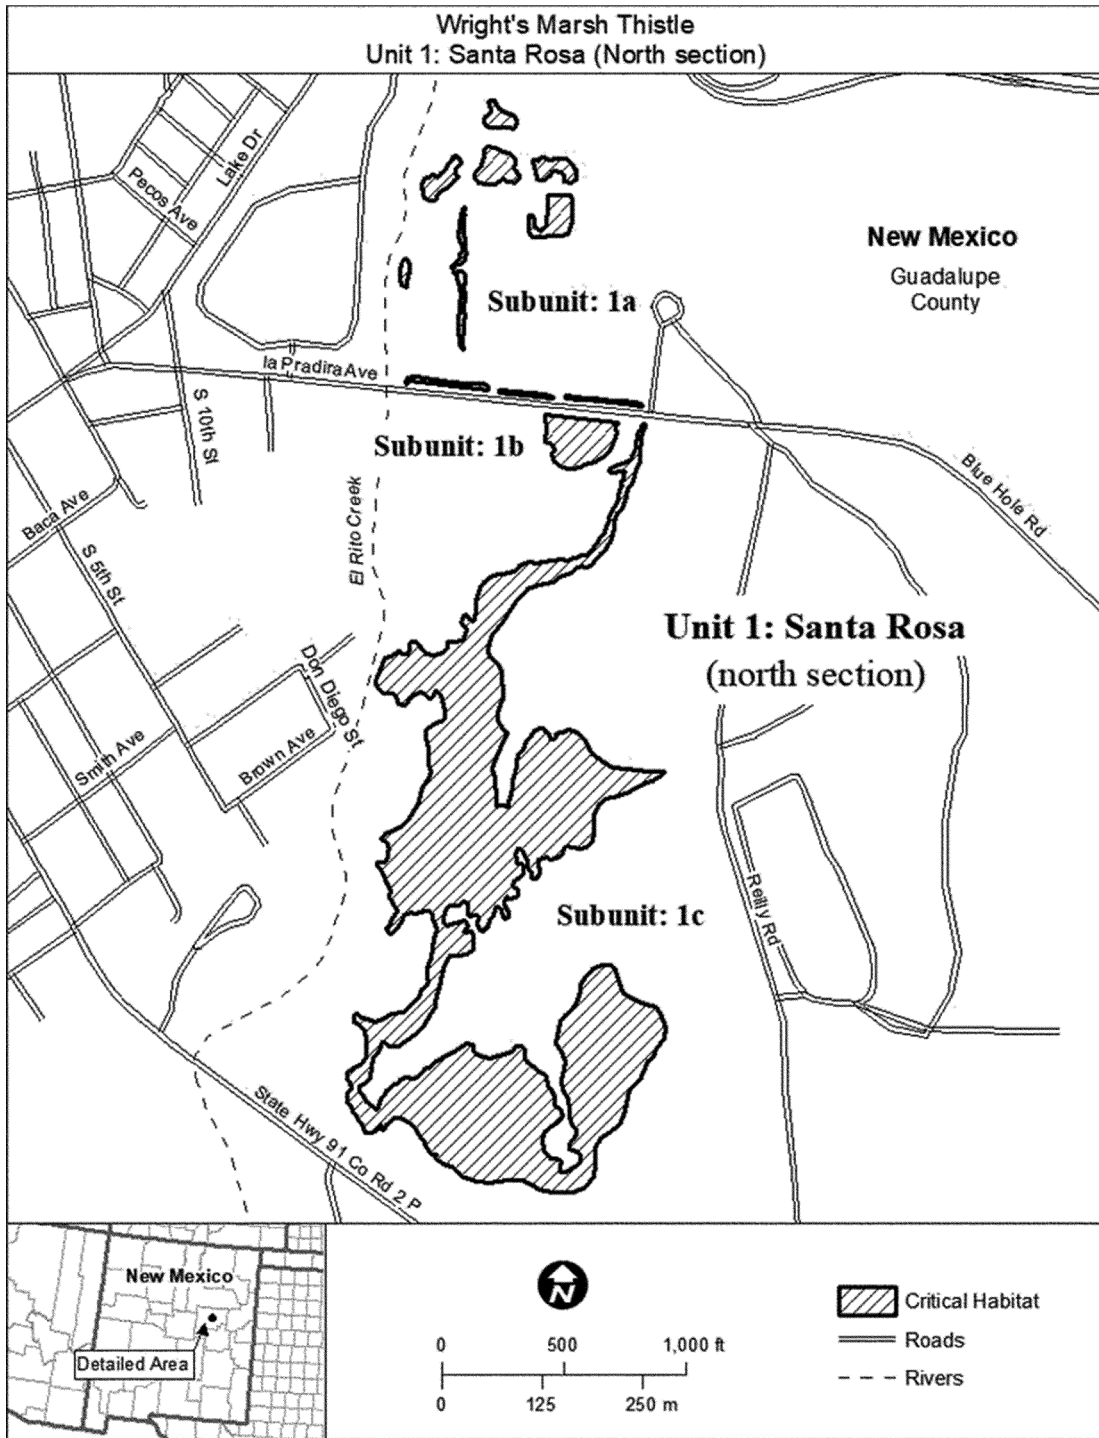 Wright's Marsh Thistle
Unit 1: Santa Rosa (North section)
Lake Dr
Pecos Ave
New Mexico
Guadalupe
County
Subunit: 1a
la Pradira Ave
S 10th St
Subunit: 1b
Blue Hole Rd
Baca Ave
S 5th St
El Rito Creek
Unit 1: Santa Rosa
(north section)
Don Diego St
Brown Ave
Smith Ave
Reilly Rd
Subunit: 1c
State Hwy 91 Co Rd 2 P
New Mexico
Detailed Area
N
0 500 1,000 ft
0 125 250 m
Critical Habitat
Roads
Rivers